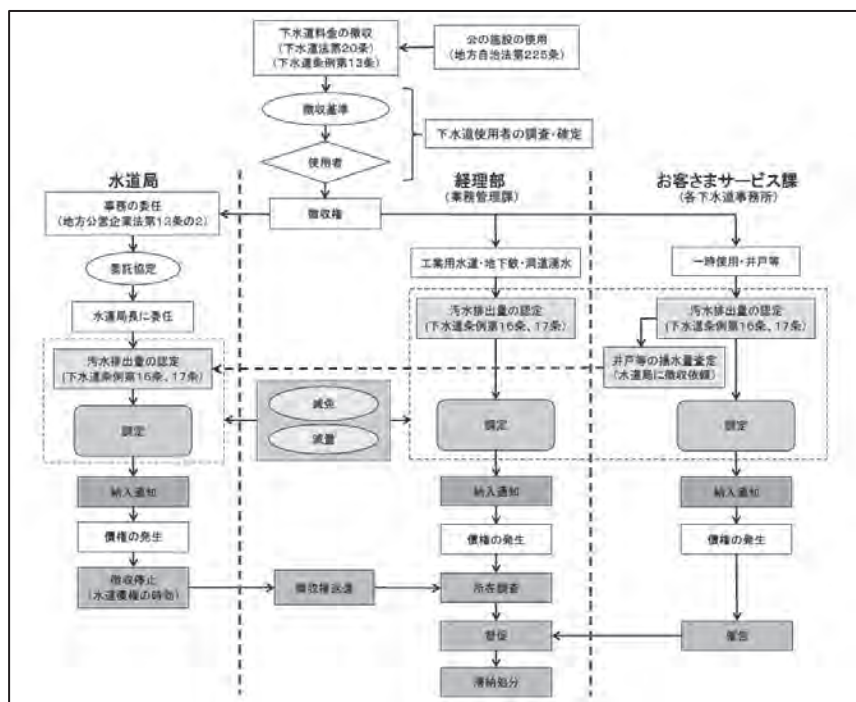 下水道料金の徴収
(下水道法第20条)
(下水道条例第13条)
公の施設の使用
(地方自治法第225条)
徴収基準
下水道使用者の調査・確定
使用者
水道局
経理部
(業務管理課)
お客さまサービス課
(各下水道事務所)
事務の委任
(地方公営企業法第13条の2)
徴収権
委託協定
工業用水道・地下鉄・洞道湧水
一時使用・井戸等
水道局長に委任
汚水排出量の認定
(下水道条例第16条、17条)
汚水排出量の認定
(下水道条例第16条、17条)
汚水排出量の認定
(下水道条例第16条、17条)
井戸等の揚水量査定
(水道局に徴収依頼)
減免
減量
調定
調定
調定
納入通知
納入通知
納入通知
債権の発生
債権の発生
債権の発生
徴収停止
(水道債権の時効)
徴収権返還
所在調査
督促
催告
滞納処分